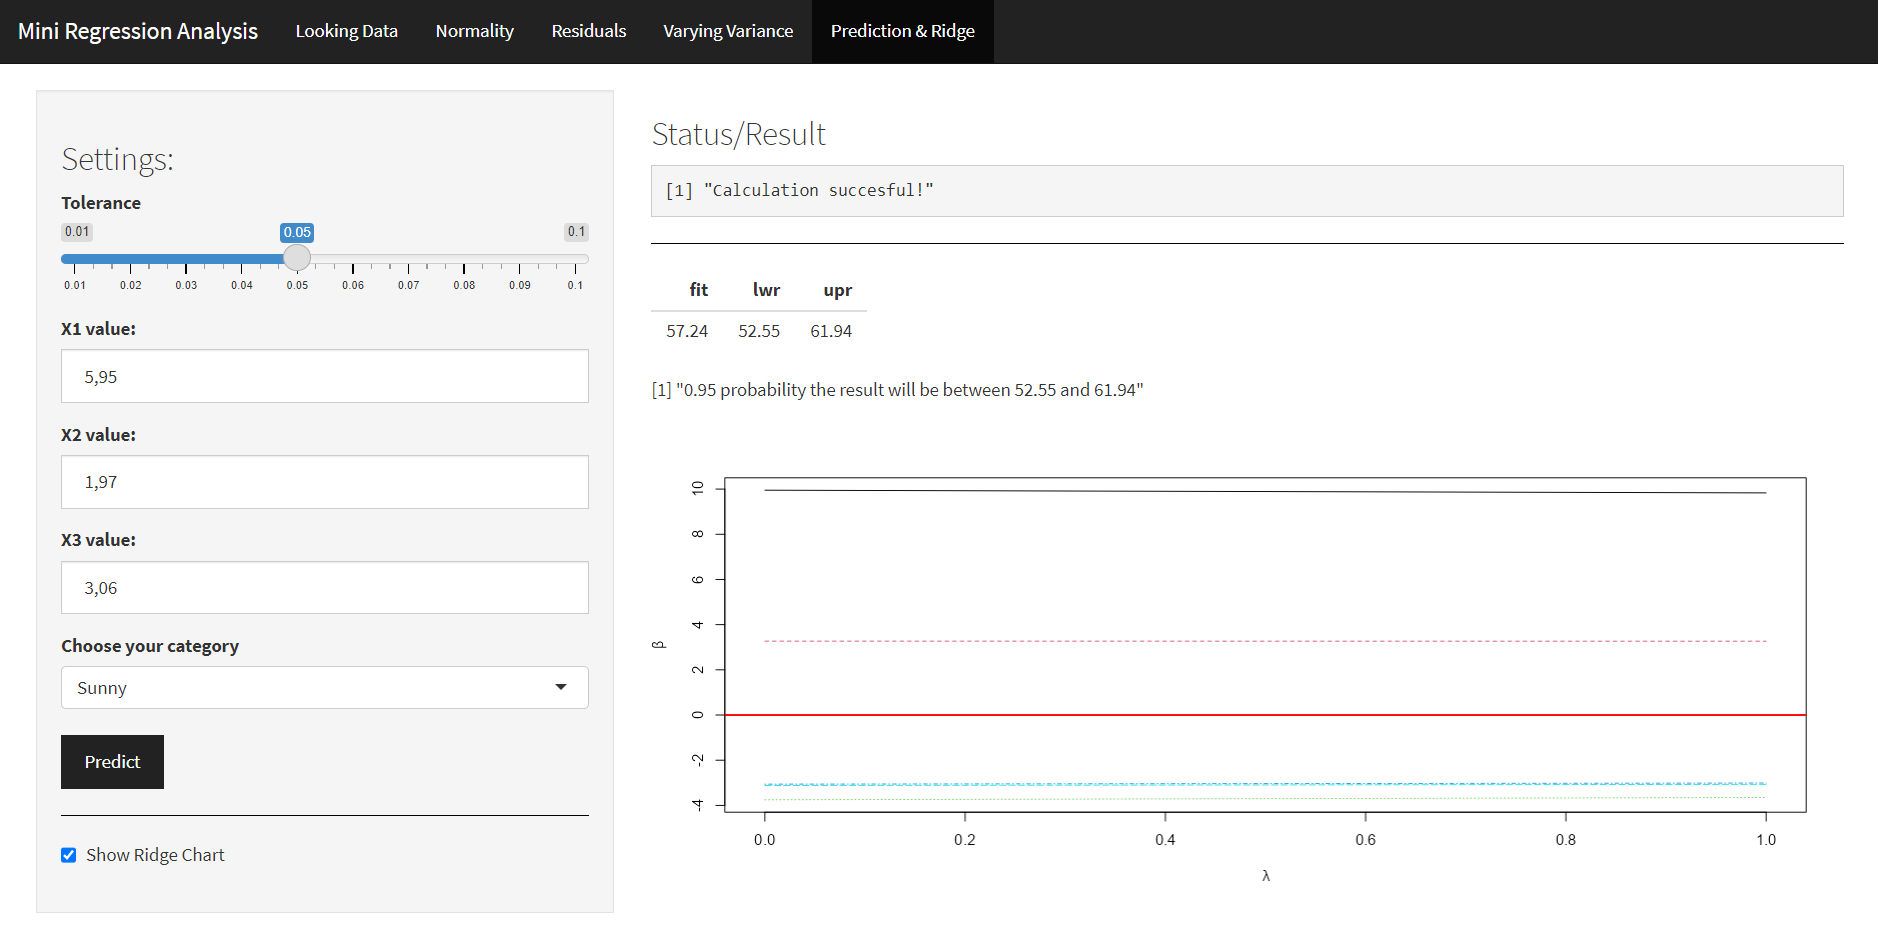 Mini Regression Analysis Looking Data Normality Residuals Varying Variance Prediction & Ridge
Settings:
Tolerance
0.01 0.05 0.1
0.01 0.02 0.03 0.04 0.05 0.06 0.07 0.08 0.09 0.1
X1 value:
5,95
X2 value:
1,97
X3 value:
3,06
Choose your category
Sunny
Predict
Show Ridge Chart
Status/Result
[1] "Calculation succesful!"
fit lwr upr
57.24 52.55 61.94
[1] "0.95 probability the result will be between 52.55 and 61.94"
10
8
6
4
2
0
-2
-4
β
0.0 0.2 0.4 0.6 0.8 1.0
λ